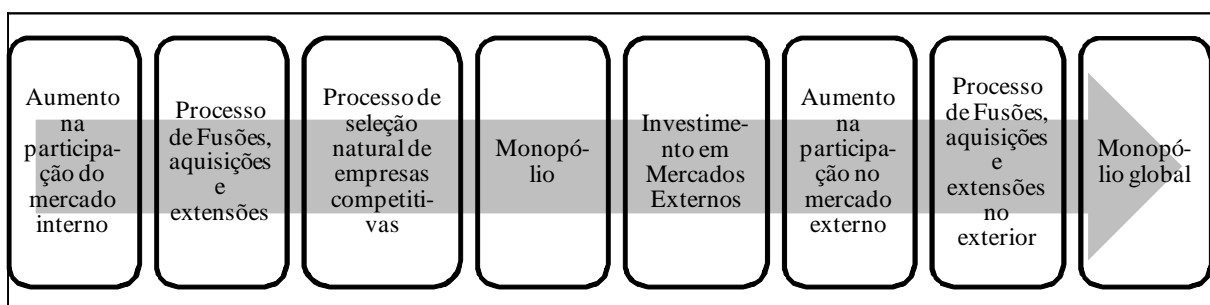 Aumento
na
participa-
ção do
mercado
interno
Processo
de Fusões,
aquisições
e
extensões
Processo de
seleção
natural de
empresas
competiti-
vas
Monopó-
lio
Investime-
nto em
Mercados
Externos
Aumento
na
participa-
ção no
mercado
externo
Processo
de Fusões,
aquisições
e
extensões
no
exterior
Monopó-
lio global